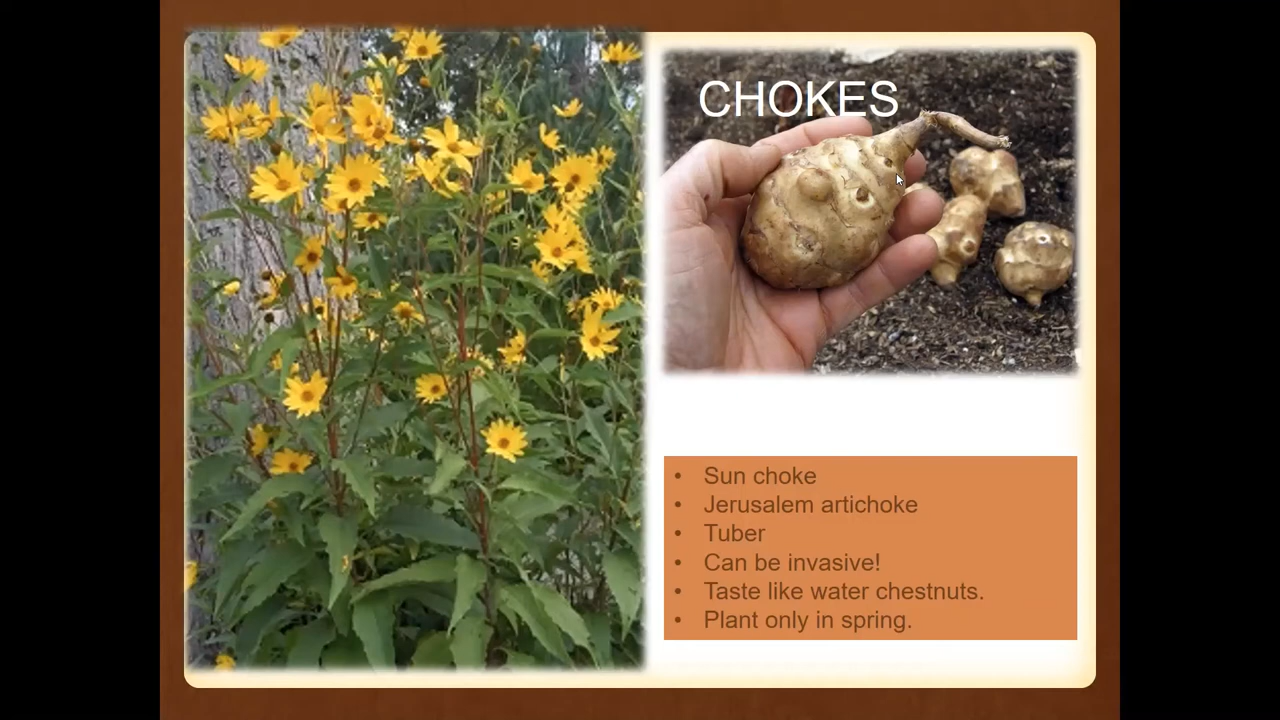 CHOKES
• Sun choke
• Jerusalem artichoke
• Tuber
• Can be invasive!
• Taste like water chestnuts.
• Plant only in spring.